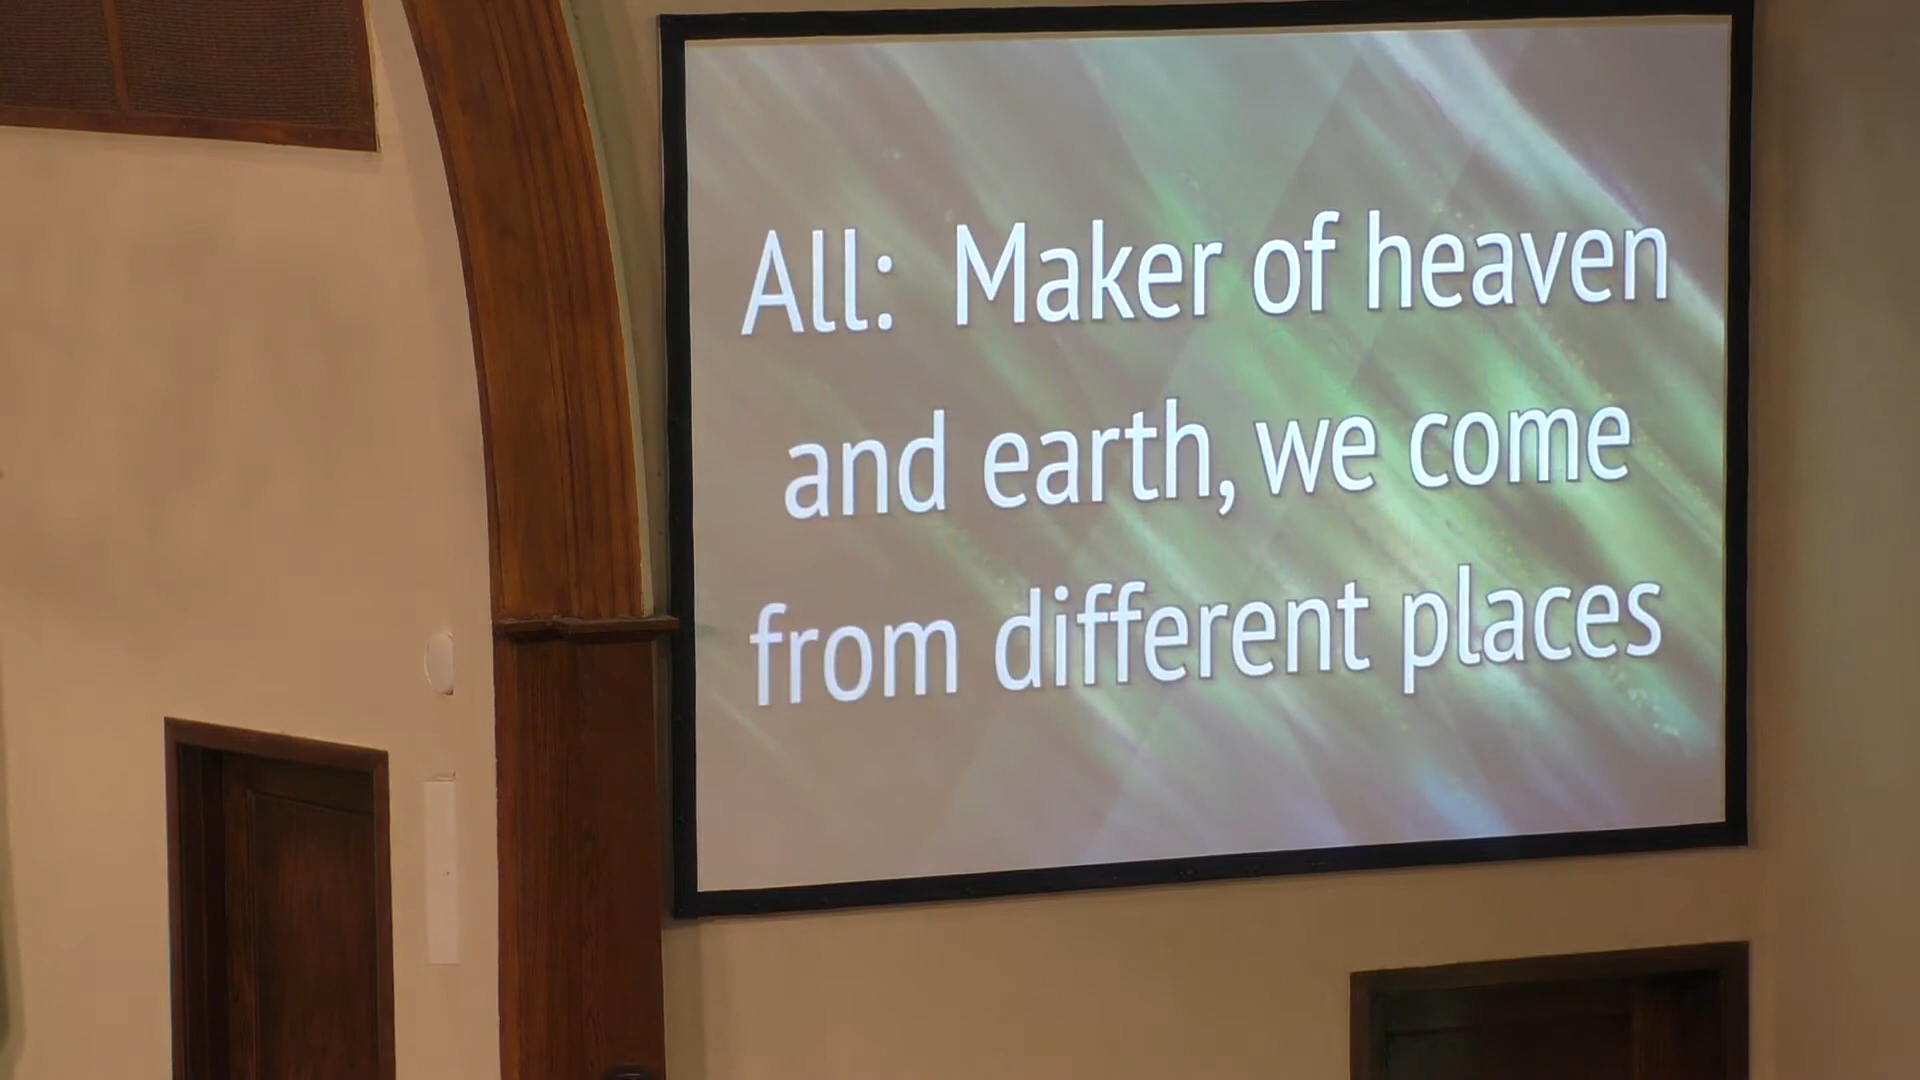 All: Maker of heaven
and earth, we come
from different places